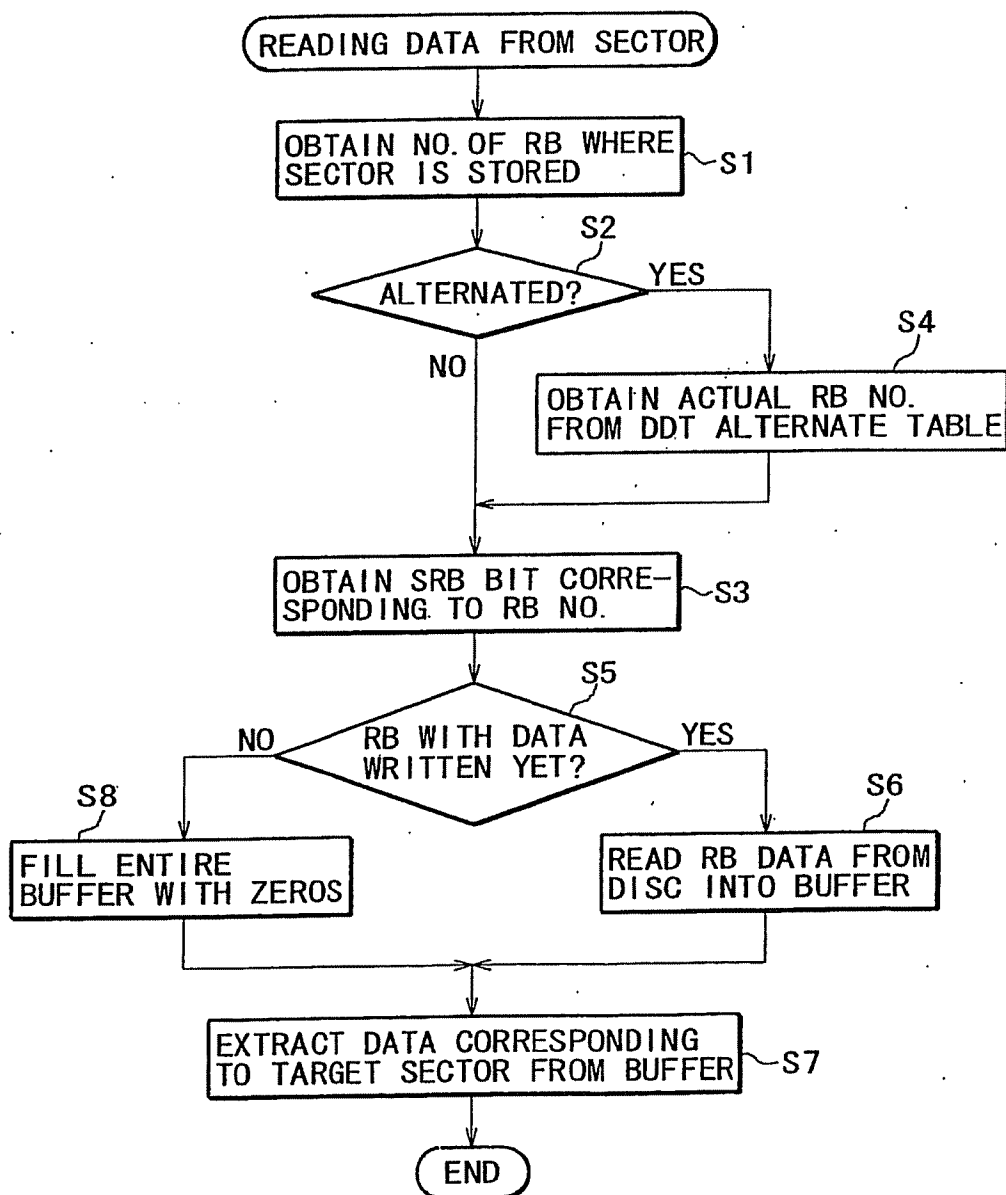 READING DATA FROM SECTOR
OBTAIN NO. OF RB WHERE
SECTOR IS STORED
S1
S2
ALTERNATED?
YES
NO
S4
OBTAIN ACTUAL RB NO.
FROM DDT ALTERNATE TABLE
OBTAIN SRB BIT CORRE-
SPONDING TO RB NO.
S3
S5
RB WITH DATA
WRITTEN YET?
NO
YES
S8
FILL ENTIRE
BUFFER WITH ZEROS
S6
READ RB DATA FROM
DISC INTO BUFFER
EXTRACT DATA CORRESPONDING
TO TARGET SECTOR FROM BUFFER
S7
END